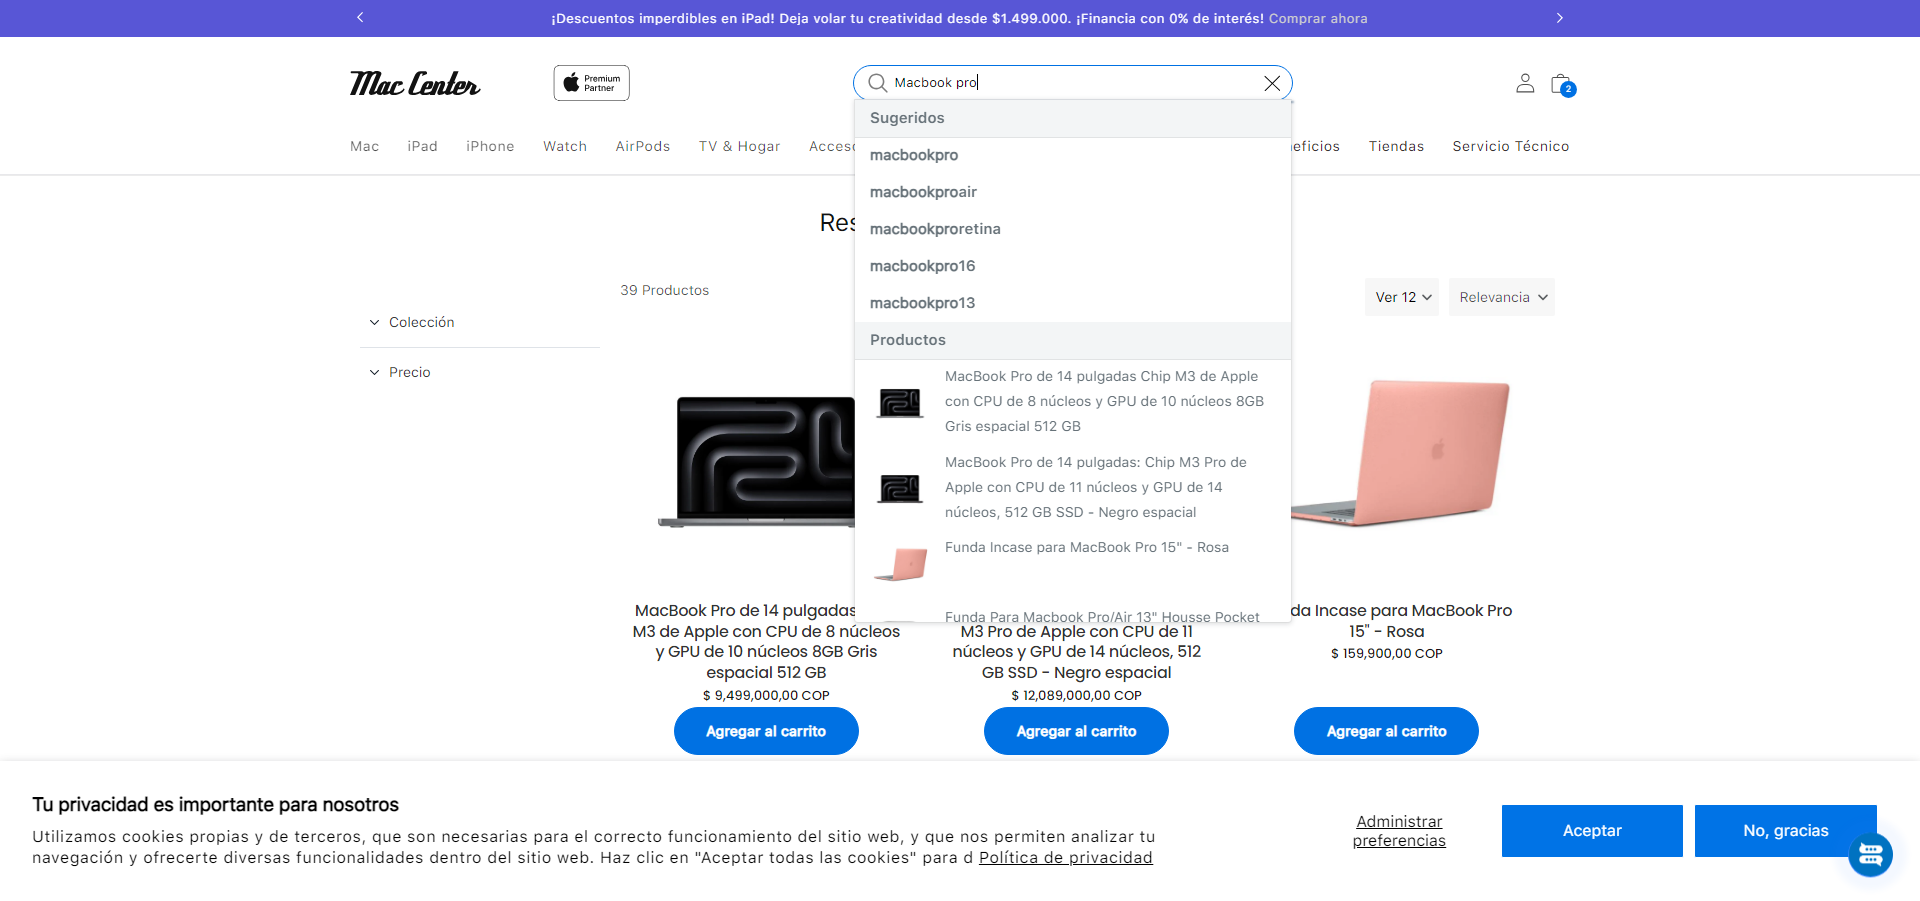 ¡Descuentos imperdibles en iPad! Deja volar tu creatividad desde $1.499.000. ¡Financia con 0% de interés! Comprar ahora
Mac Center
Premium
Partner
Macbook pro
2
Mac iPad iPhone Watch AirPods TV & Hogar Acceso
eficios Tiendas Servicio Técnico
Sugeridos
macbookpro
macbookproair
macbookproretina
macbookpro16
macbookpro13
Productos
MacBook Pro de 14 pulgadas Chip M3 de Apple
con CPU de 8 núcleos y GPU de 10 núcleos 8GB
Gris espacial 512 GB
MacBook Pro de 14 pulgadas: Chip M3 Pro de
Apple con CPU de 11 núcleos y GPU de 14
núcleos, 512 GB SSD - Negro espacial
Funda Incase para MacBook Pro 15" - Rosa
Funda Para Macbook Pro/Air 13" Housse Pocket
Res
39 Productos
Ver 12
Relevancia
Colección
Precio
MacBook Pro de 14 pulgadas
M3 de Apple con CPU de 8 núcleos
y GPU de 10 núcleos 8GB Gris
espacial 512 GB
$ 9,499,000,00 COP
Agregar al carrito
M3 Pro de Apple con CPU de 11
núcleos y GPU de 14 núcleos, 512
GB SSD - Negro espacial
$ 12,089,000,00 COP
Agregar al carrito
da Incase para MacBook Pro
15" - Rosa
$ 159,900,00 COP
Agregar al carrito
Tu privacidad es importante para nosotros
Utilizamos cookies propias y de terceros, que son necesarias para el correcto funcionamiento del sitio web, y que nos permiten analizar tu
navegación y ofrecerte diversas funcionalidades dentro del sitio web. Haz clic en "Aceptar todas las cookies" para d Política de privacidad
Administrar
preferencias
Aceptar
No, gracias